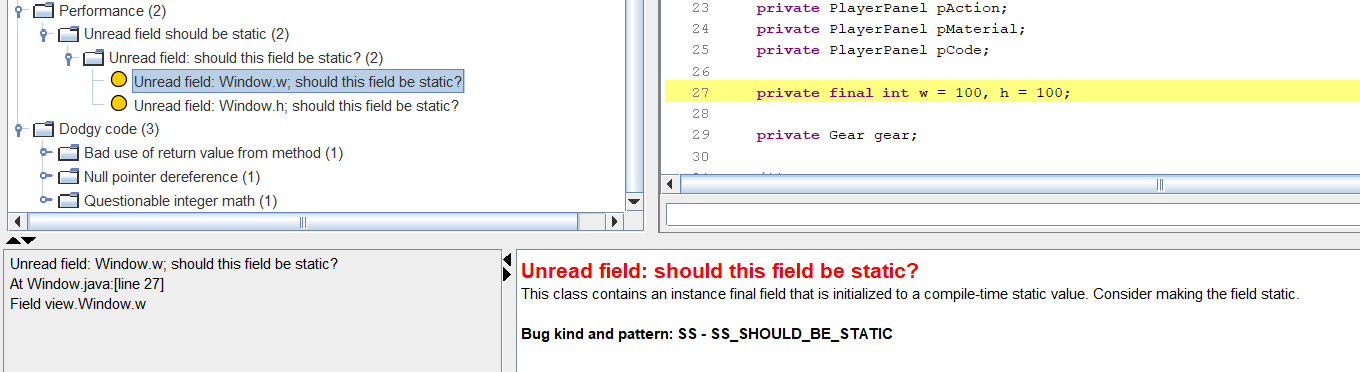 Performance (2)
Unread field should be static (2)
Unread field: should this field be static? (2)
Unread field: Window.w; should this field be static?
Unread field: Window.h; should this field be static?
Dodgy code (3)
Bad use of return value from method (1)
Null pointer dereference (1)
Questionable integer math (1)
23 private PlayerPanel pAction;
24 private PlayerPanel pMaterial;
25 private PlayerPanel pCode;
26
27 private final int w = 100, h = 100;
28
29 private Gear gear;
30
Unread field: Window.w; should this field be static?
At Window.java:[line 27]
Field view.Window.w
Unread field: should this field be static?
This class contains an instance final field that is initialized to a compile-time static value. Consider making the field static.
Bug kind and pattern: SS - SS_SHOULD_BE_STATIC